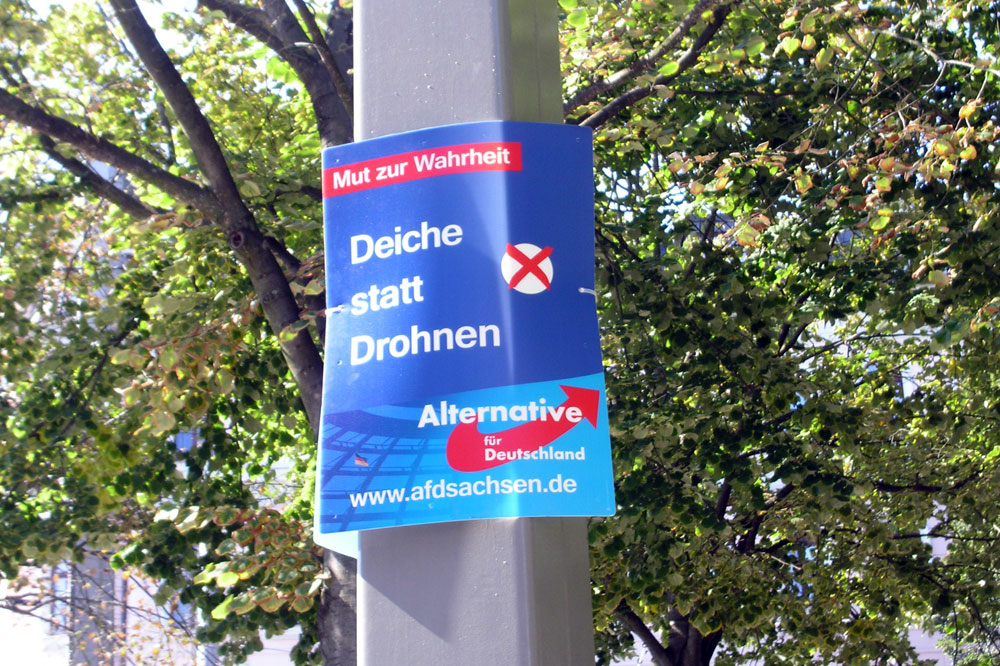 Mut zur Wahrheit
Deiche
statt
Drohnen
Alternative
für
Deutschland
www.afdsachsen.de